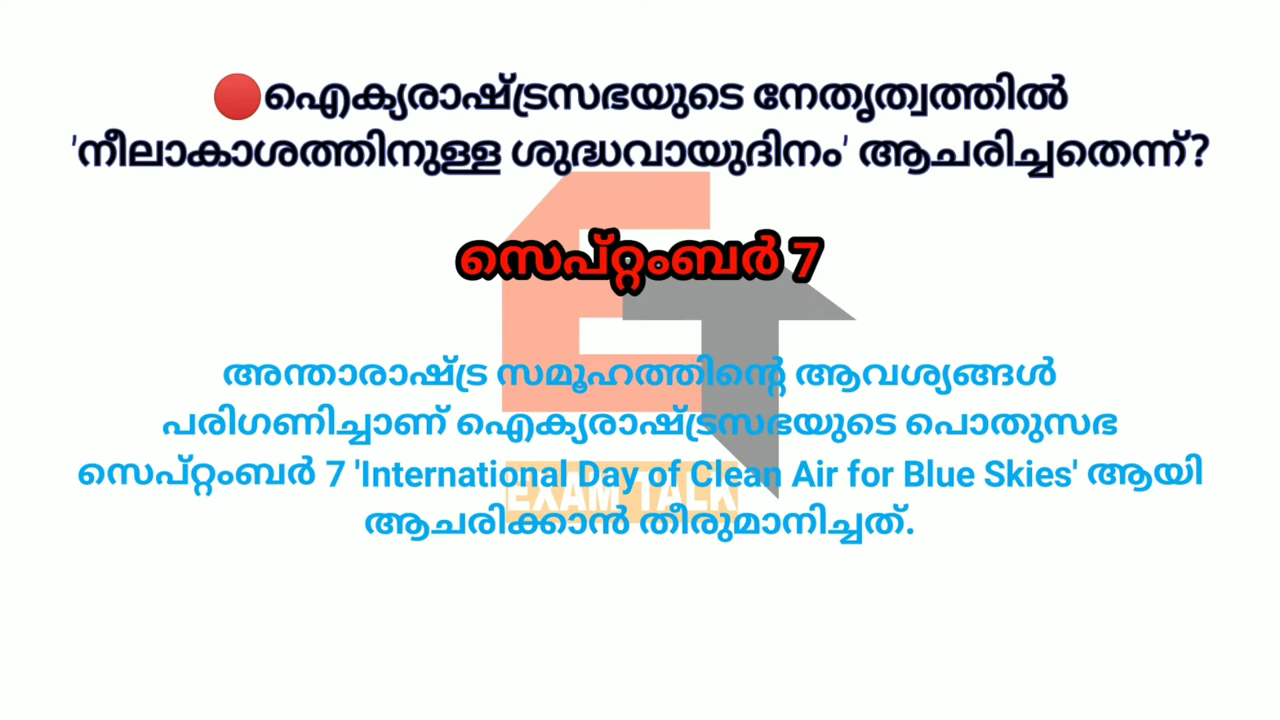 🔴ഐക്യരാഷ്ട്രസഭയുടെ നേതൃത്വത്തിൽ
'നീലാകാശത്തിനുള്ള ശുദ്ധവായുദിനം' ആചരിച്ചതെന്ന്?
സെപ്റ്റംബർ 7
അന്താരാഷ്ട്ര സമൂഹത്തിന്റെ ആവശ്യങ്ങൾ
പരിഗണിച്ചാണ് ഐക്യരാഷ്ട്രസഭയുടെ പൊതുസഭ
സെപ്റ്റംബർ 7 'International Day of Clean Air for Blue Skies' ആയി
EXAM TALK
ആചരിക്കാൻ തീരുമാനിച്ചത്.